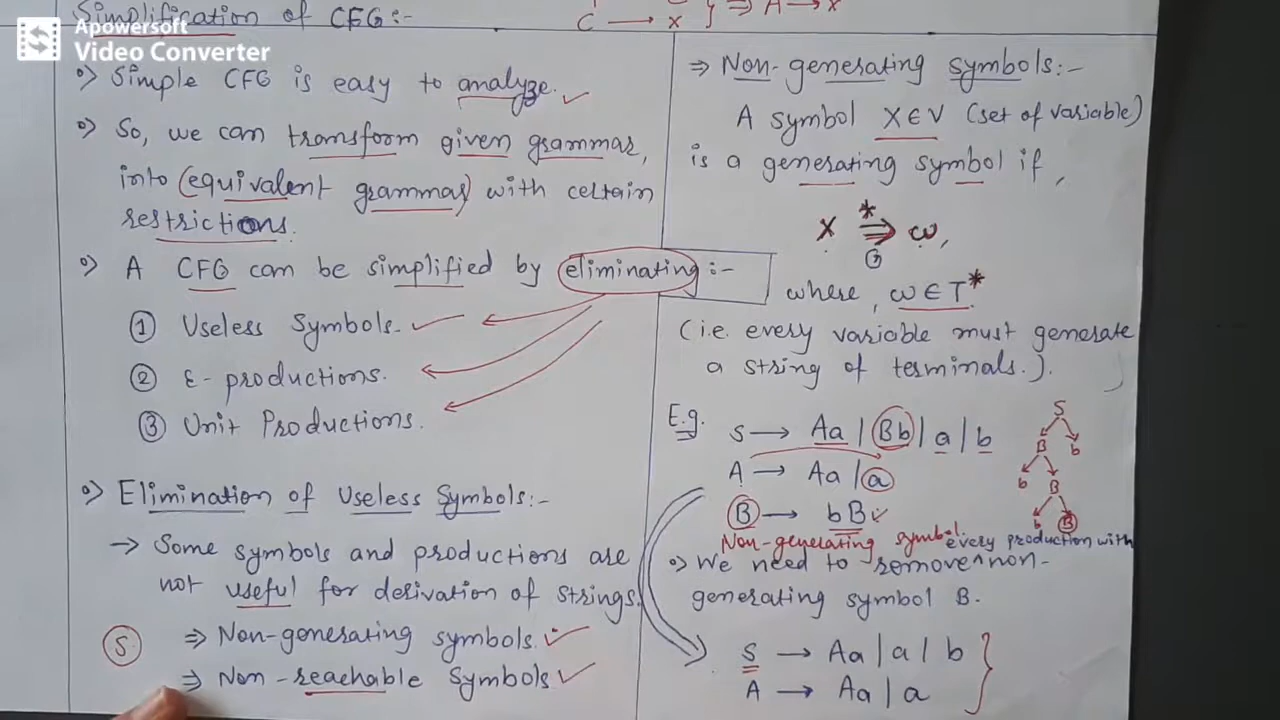 Simplification of CFG:-
C → x } ⇒ A → x
Apowersoft
Video Converter
Simple CFG is easy to analyze.
So, we can transform given grammar,
into (equivalent grammar) with certain
restrictions.
A CFG can be simplified by eliminating :-
① Useless Symbols.
② ε- productions.
③ Unit Productions.
Elimination of Useless Symbols:-
→ Some symbols and productions are
not useful for derivation of strings.
S ⇒ Non-generating symbols.
⇒ Non-reachable Symbols
⇒ Non-generating symbols:-
A symbol X∈V (set of variable)
is a generating symbol if,
X *⇒G w,
where, w∈T*
(i.e. every variable must generate
a string of terminals.).
E.g. S → Aa | Bb | a | b
A → Aa | a
B → bB
S
B b
b B
b B
Non-generating symbol.
every production with
We need to remove ^ non-
generating symbol B.
S → Aa | a | b
A → Aa | a